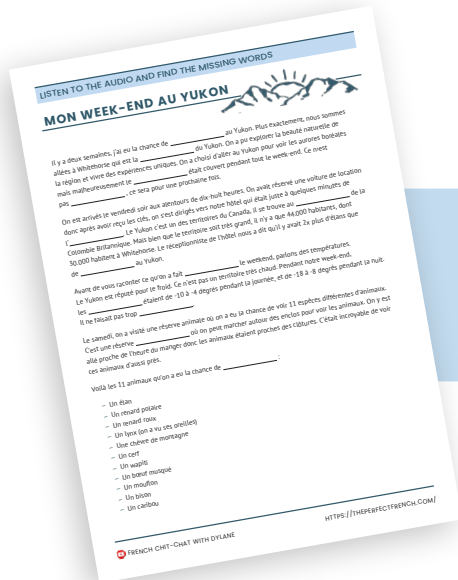 LISTEN TO THE AUDIO AND FIND THE MISSING WORDS
MON WEEK-END AU YUKON
Il y a deux semaines, j'ai eu la chance de ____________ au Yukon. Plus exactement, nous sommes
allées à Whitehorse qui est la ____________ du Yukon. On a pu explorer la beauté naturelle de
la région et vivre des expériences uniques. On a choisi d'aller au Yukon pour voir les aurores boréales
mais malheureusement le ____________ était couvert pendant tout le week-end. Ce n'est
pas ____________, ce sera pour une prochaine fois.
On est arrivés le vendredi soir aux alentours de dix-huit heures. On avait réservé une voiture de location
donc après avoir reçu les clés, on s'est dirigés vers notre hôtel qui était juste à quelques minutes de
l'____________. Le Yukon c'est un des territoires du Canada, il se trouve au ____________ de la
Colombie Britannique. Mais bien que le territoire soit très grand, il n'y a que 44.000 habitants, dont
30.000 habitent à Whitehorse. Le réceptionniste de l'hôtel nous a dit qu'il y avait 2x plus d'élans que
de ____________ au Yukon.
Avant de vous raconter ce qu'on a fait ____________ le weekend, parlons des températures.
Le Yukon est réputé pour le froid. Ce n'est pas un territoire très chaud. Pendant notre week-end,
les ____________ étaient de -10 à -4 degrés pendant la journée, et de -18 à -8 degrés pendant la nuit.
Il ne faisait pas trop ____________
Le samedi, on a visité une réserve animale où on a eu la chance de voir 11 espèces différentes d'animaux.
C'est une réserve ____________ où on peut marcher autour des enclos pour voir les animaux. On y est
allé proche de l'heure du manger donc les animaux étaient proches des clôtures. C'était incroyable de voir
ces animaux d'aussi près.
Voilà les 11 animaux qu'on a eu la chance de ____________ :
– Un élan
– Un renard polaire
– Un renard roux
– Un lynx (on a vu ses oreilles)
– Une chèvre de montagne
– Un cerf
– Un wapiti
– Un bœuf musqué
– Un mouflon
– Un bison
– Un caribou
FRENCH CHIT-CHAT WITH DYLANE
HTTPS://THEPERFECTFRENCH.COM/